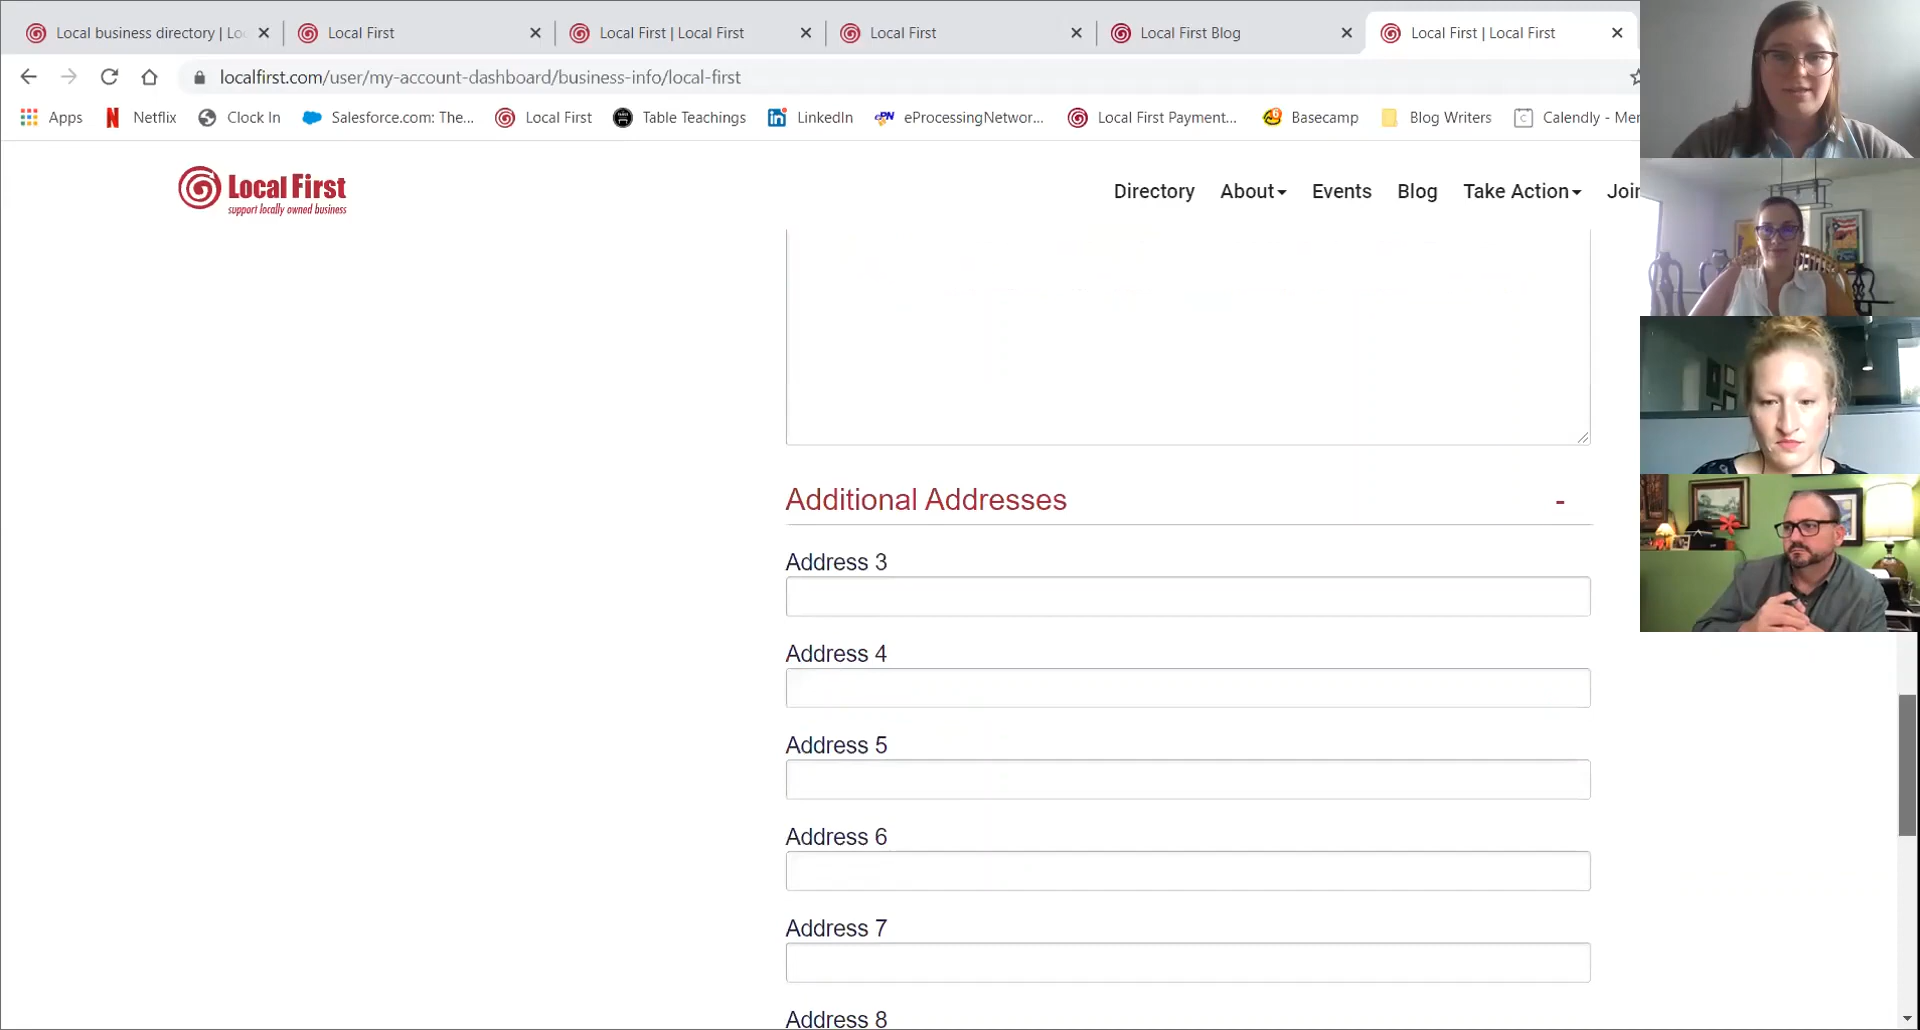 Local business directory | Lo
Local First
Local First | Local First
Local First
Local First Blog
Local First | Local First
localfirst.com/user/my-account-dashboard/business-info/local-first
Apps
Netflix
Clock In
Salesforce.com: The...
Local First
Table Teachings
LinkedIn
eProcessingNetwor...
Local First Payment...
Basecamp
Blog Writers
Calendly - Mer
Local First
support locally owned business
Directory
About
Events
Blog
Take Action
Join
Additional Addresses
-
Address 3
Address 4
Address 5
Address 6
Address 7
Address 8